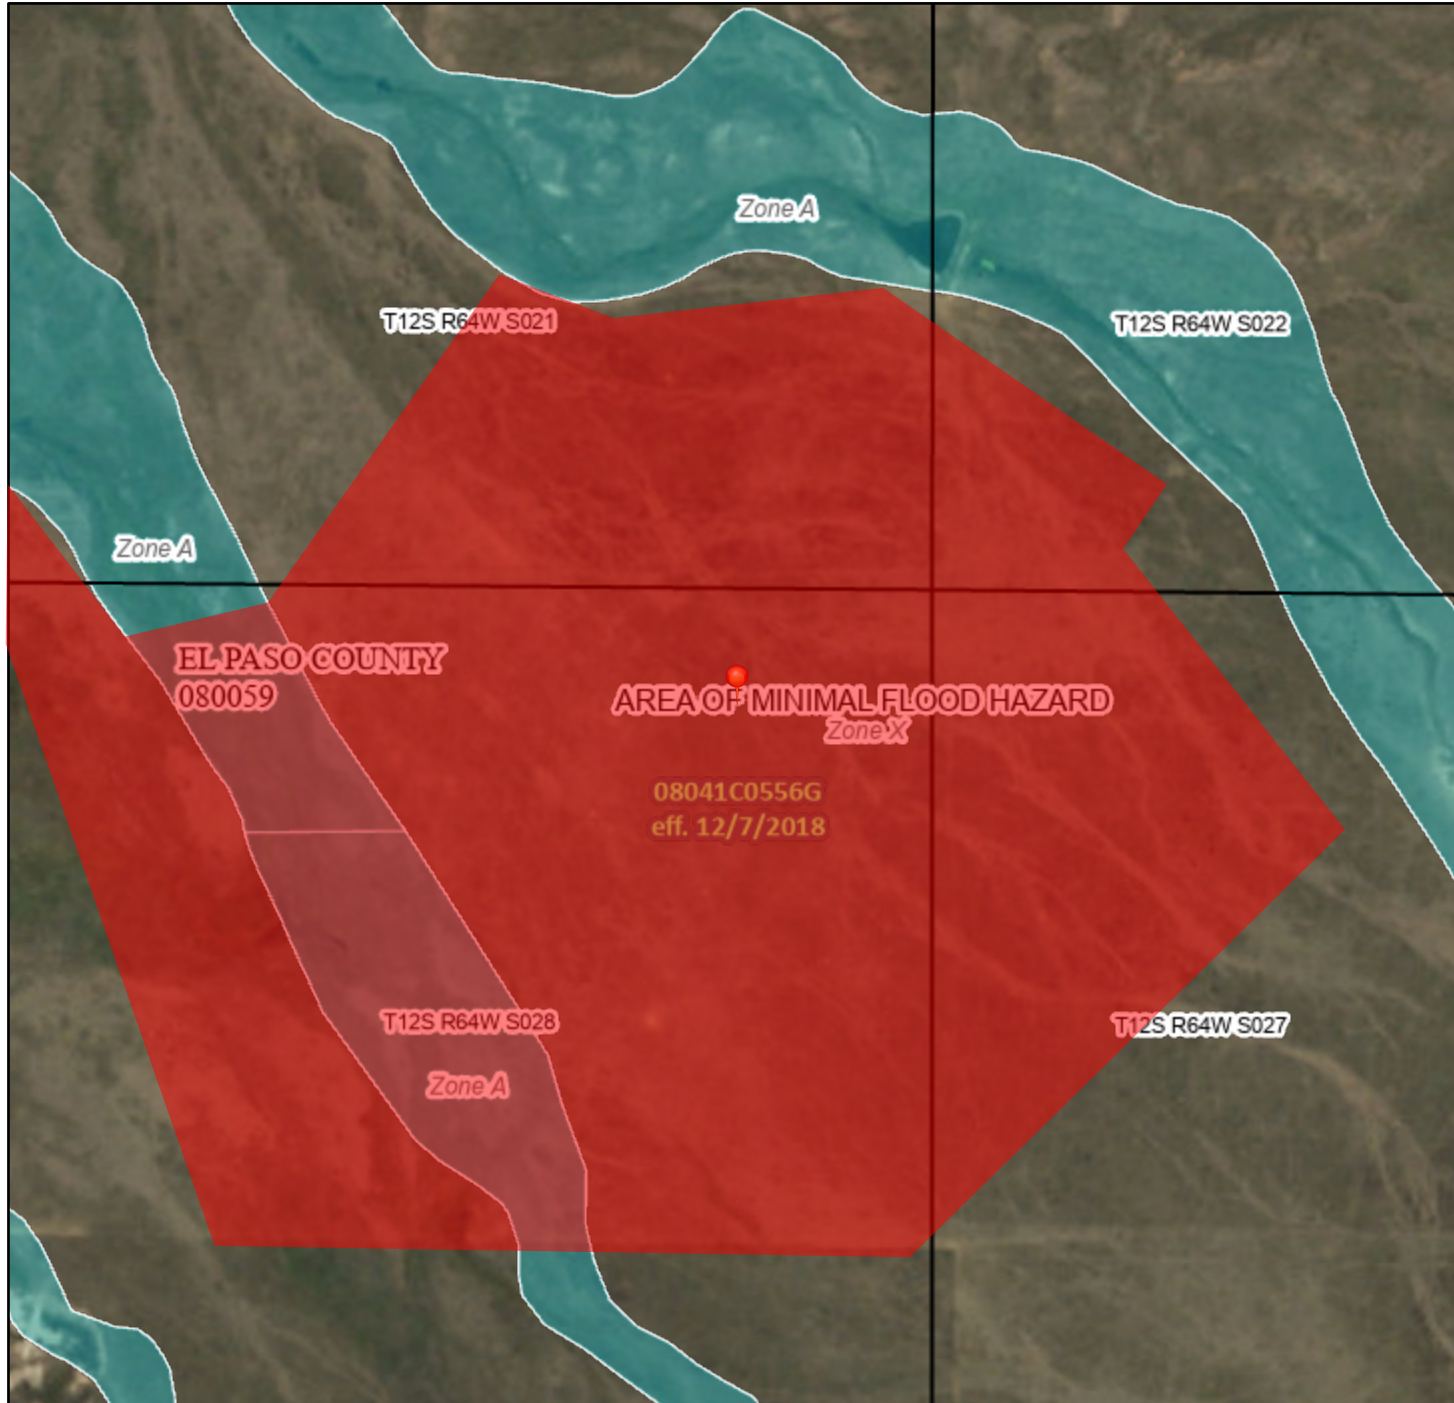 Zone A
T12S R64W S021
T12S R64W S022
Zone A
EL PASO COUNTY
080059
AREA OF MINIMAL FLOOD HAZARD
Zone X
08041C0556G
eff. 12/7/2018
T12S R64W S028
T12S R64W S027
Zone A